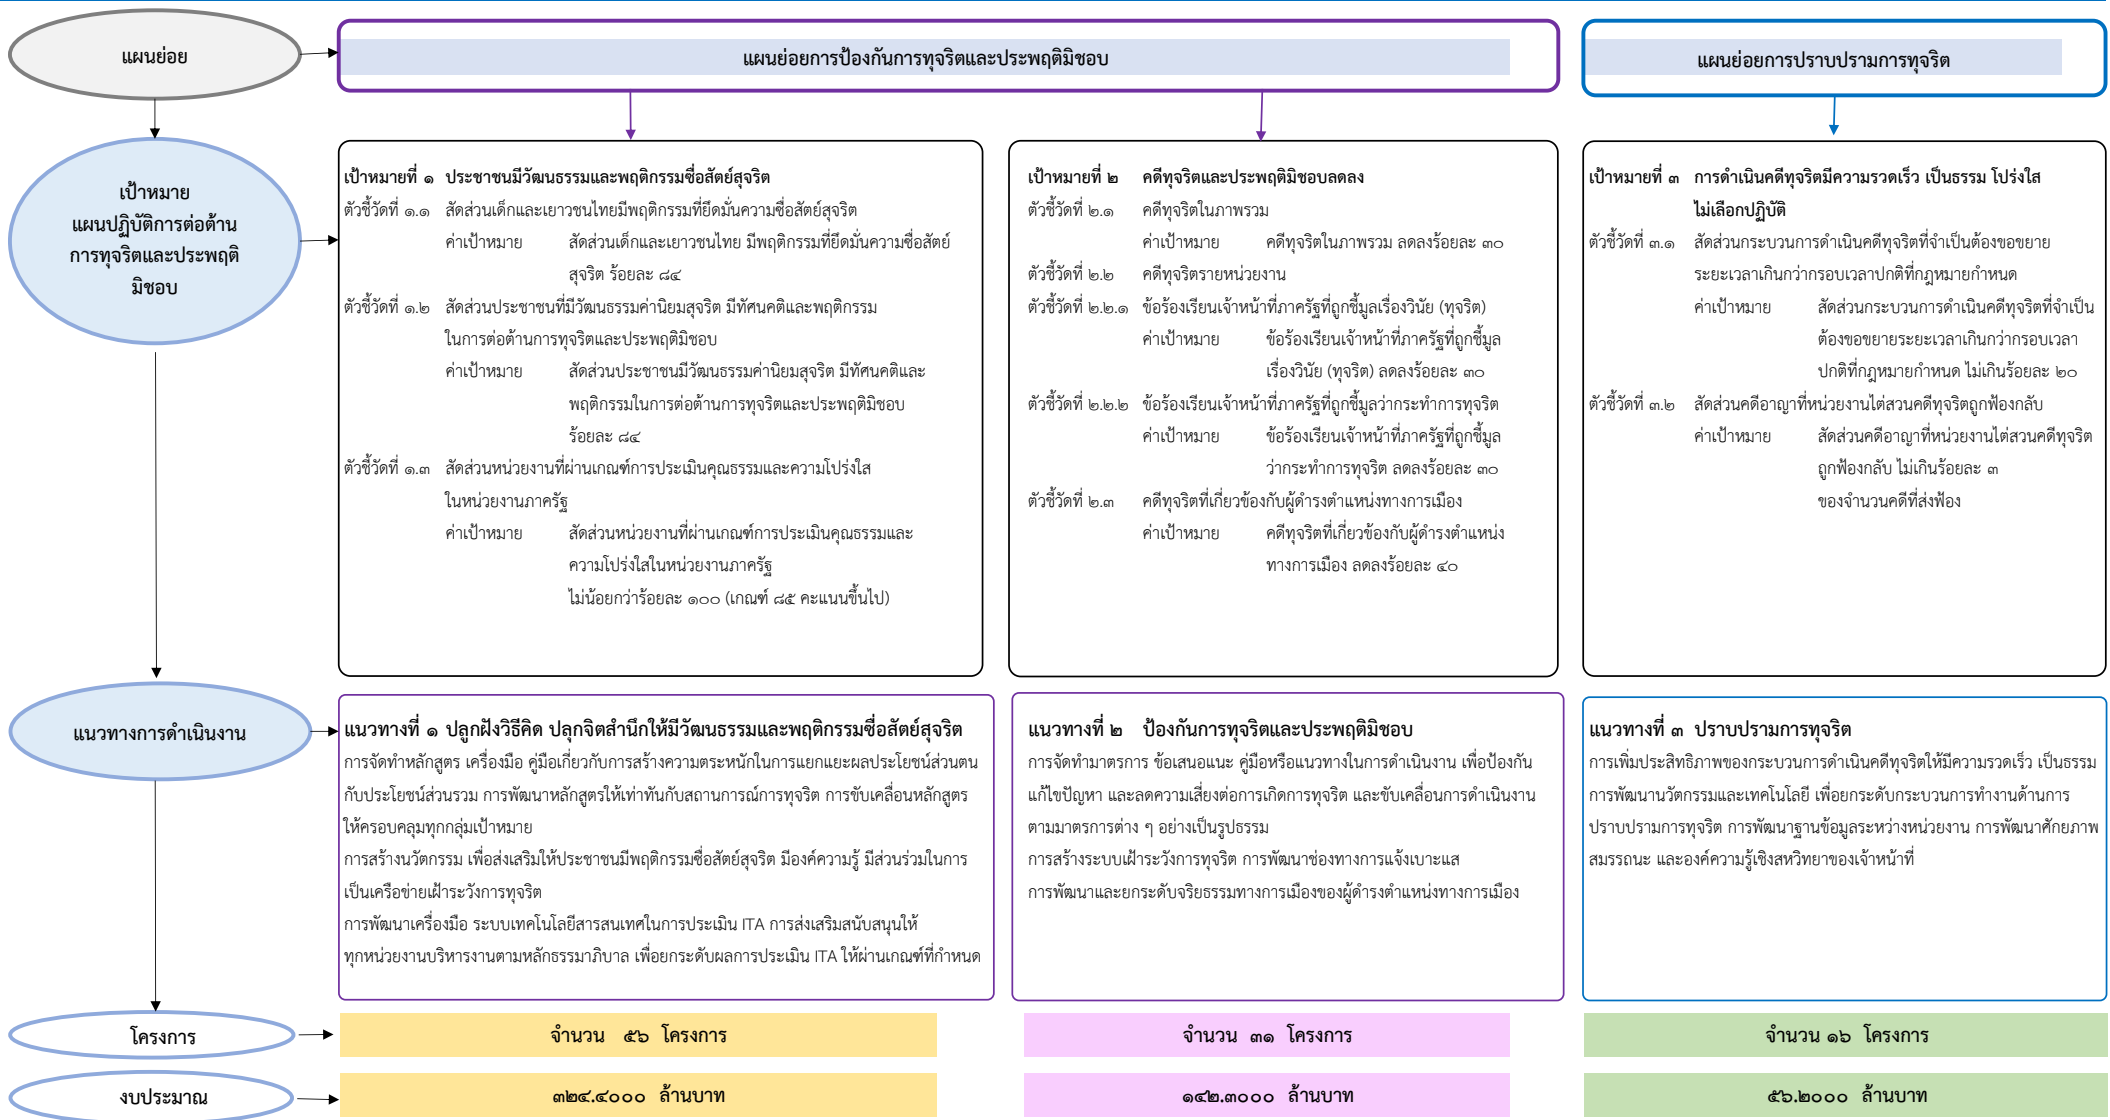 แผนย่อย
แผนย่อยการป้องกันการทุจริตและประพฤติมิชอบ
แผนย่อยการปราบปรามการทุจริต
เป้าหมาย
แผนปฏิบัติการต่อต้าน
การทุจริตและประพฤติ
มิชอบ
เป้าหมายที่ ๑ ประชาชนมีวัฒนธรรมและพฤติกรรมซื่อสัตย์สุจริต
ตัวชี้วัดที่ ๑.๑ สัดส่วนเด็กและเยาวชนไทยมีพฤติกรรมที่ยึดมั่นความซื่อสัตย์สุจริต
ค่าเป้าหมาย สัดส่วนเด็กและเยาวชนไทย มีพฤติกรรมที่ยึดมั่นความซื่อสัตย์
สุจริต ร้อยละ ๘๔
ตัวชี้วัดที่ ๑.๒ สัดส่วนประชาชนที่มีวัฒนธรรมค่านิยมสุจริต มีทัศนคติและพฤติกรรม
ในการต่อต้านการทุจริตและประพฤติมิชอบ
ค่าเป้าหมาย สัดส่วนประชาชนมีวัฒนธรรมค่านิยมสุจริต มีทัศนคติและ
พฤติกรรมในการต่อต้านการทุจริตและประพฤติมิชอบ
ร้อยละ ๘๔
ตัวชี้วัดที่ ๑.๓ สัดส่วนหน่วยงานที่ผ่านเกณฑ์การประเมินคุณธรรมและความโปร่งใส
ในหน่วยงานภาครัฐ
ค่าเป้าหมาย สัดส่วนหน่วยงานที่ผ่านเกณฑ์การประเมินคุณธรรมและ
ความโปร่งใสในหน่วยงานภาครัฐ
ไม่น้อยกว่าร้อยละ ๑๐๐ (เกณฑ์ ๘๕ คะแนนขึ้นไป)
เป้าหมายที่ ๒ คดีทุจริตและประพฤติมิชอบลดลง
ตัวชี้วัดที่ ๒.๑ คดีทุจริตในภาพรวม
ค่าเป้าหมาย คดีทุจริตในภาพรวม ลดลงร้อยละ ๓๐
ตัวชี้วัดที่ ๒.๒ คดีทุจริตรายหน่วยงาน
ตัวชี้วัดที่ ๒.๒.๑ ข้อร้องเรียนเจ้าหน้าที่ภาครัฐที่ถูกชี้มูลเรื่องวินัย (ทุจริต)
ค่าเป้าหมาย ข้อร้องเรียนเจ้าหน้าที่ภาครัฐที่ถูกชี้มูล
เรื่องวินัย (ทุจริต) ลดลงร้อยละ ๓๐
ตัวชี้วัดที่ ๒.๒.๒ ข้อร้องเรียนเจ้าหน้าที่ภาครัฐที่ถูกชี้มูลว่ากระทำการทุจริต
ค่าเป้าหมาย ข้อร้องเรียนเจ้าหน้าที่ภาครัฐที่ถูกชี้มูล
ว่ากระทำการทุจริต ลดลงร้อยละ ๓๐
ตัวชี้วัดที่ ๒.๓ คดีทุจริตที่เกี่ยวข้องกับผู้ดำรงตำแหน่งทางการเมือง
ค่าเป้าหมาย คดีทุจริตที่เกี่ยวข้องกับผู้ดำรงตำแหน่ง
ทางการเมือง ลดลงร้อยละ ๔๐
เป้าหมายที่ ๓ การดำเนินคดีทุจริตมีความรวดเร็ว เป็นธรรม โปร่งใส
ไม่เลือกปฏิบัติ
ตัวชี้วัดที่ ๓.๑ สัดส่วนกระบวนการดำเนินคดีทุจริตที่จำเป็นต้องขอขยาย
ระยะเวลาเกินกว่ากรอบเวลาปกติที่กฎหมายกำหนด
ค่าเป้าหมาย สัดส่วนกระบวนการดำเนินคดีทุจริตที่จำเป็น
ต้องขอขยายระยะเวลาเกินกว่ากรอบเวลา
ปกติที่กฎหมายกำหนด ไม่เกินร้อยละ ๒๐
ตัวชี้วัดที่ ๓.๒ สัดส่วนคดีอาญาที่หน่วยงานไต่สวนคดีทุจริตถูกฟ้องกลับ
ค่าเป้าหมาย สัดส่วนคดีอาญาที่หน่วยงานไต่สวนคดีทุจริต
ถูกฟ้องกลับ ไม่เกินร้อยละ ๓
ของจำนวนคดีที่ส่งฟ้อง
แนวทางการดำเนินงาน
แนวทางที่ ๑ ปลูกฝังวิธีคิด ปลุกจิตสำนึกให้มีวัฒนธรรมและพฤติกรรมซื่อสัตย์สุจริต
การจัดทำหลักสูตร เครื่องมือ คู่มือเกี่ยวกับการสร้างความตระหนักในการแยกแยะผลประโยชน์ส่วนตน
กับประโยชน์ส่วนรวม การพัฒนาหลักสูตรให้เท่าทันกับสถานการณ์การทุจริต การขับเคลื่อนหลักสูตร
ให้ครอบคลุมทุกกลุ่มเป้าหมาย
การสร้างนวัตกรรม เพื่อส่งเสริมให้ประชาชนมีพฤติกรรมซื่อสัตย์สุจริต มีองค์ความรู้ มีส่วนร่วมในการ
เป็นเครือข่ายเฝ้าระวังการทุจริต
การพัฒนาเครื่องมือ ระบบเทคโนโลยีสารสนเทศในการประเมิน ITA การส่งเสริมสนับสนุนให้
ทุกหน่วยงานบริหารงานตามหลักธรรมาภิบาล เพื่อยกระดับผลการประเมิน ITA ให้ผ่านเกณฑ์ที่กำหนด
แนวทางที่ ๒ ป้องกันการทุจริตและประพฤติมิชอบ
การจัดทำมาตรการ ข้อเสนอแนะ คู่มือหรือแนวทางในการดำเนินงาน เพื่อป้องกัน
แก้ไขปัญหา และลดความเสี่ยงต่อการเกิดการทุจริต และขับเคลื่อนการดำเนินงาน
ตามมาตรการต่าง ๆ อย่างเป็นรูปธรรม
การสร้างระบบเฝ้าระวังการทุจริต การพัฒนาช่องทางการแจ้งเบาะแส
การพัฒนาและยกระดับจริยธรรมทางการเมืองของผู้ดำรงตำแหน่งทางการเมือง
แนวทางที่ ๓ ปราบปรามการทุจริต
การเพิ่มประสิทธิภาพของกระบวนการดำเนินคดีทุจริตให้มีความรวดเร็ว เป็นธรรม
การพัฒนานวัตกรรมและเทคโนโลยี เพื่อยกระดับกระบวนการทำงานด้านการ
ปราบปรามการทุจริต การพัฒนาฐานข้อมูลระหว่างหน่วยงาน การพัฒนาศักยภาพ
สมรรถนะ และองค์ความรู้เชิงสหวิทยาของเจ้าหน้าที่
โครงการ
จำนวน ๕๖ โครงการ
จำนวน ๓๑ โครงการ
จำนวน ๑๖ โครงการ
งบประมาณ
๓๒๔.๔๐๐๐ ล้านบาท
๑๔๒.๓๐๐๐ ล้านบาท
๕๖.๒๐๐๐ ล้านบาท